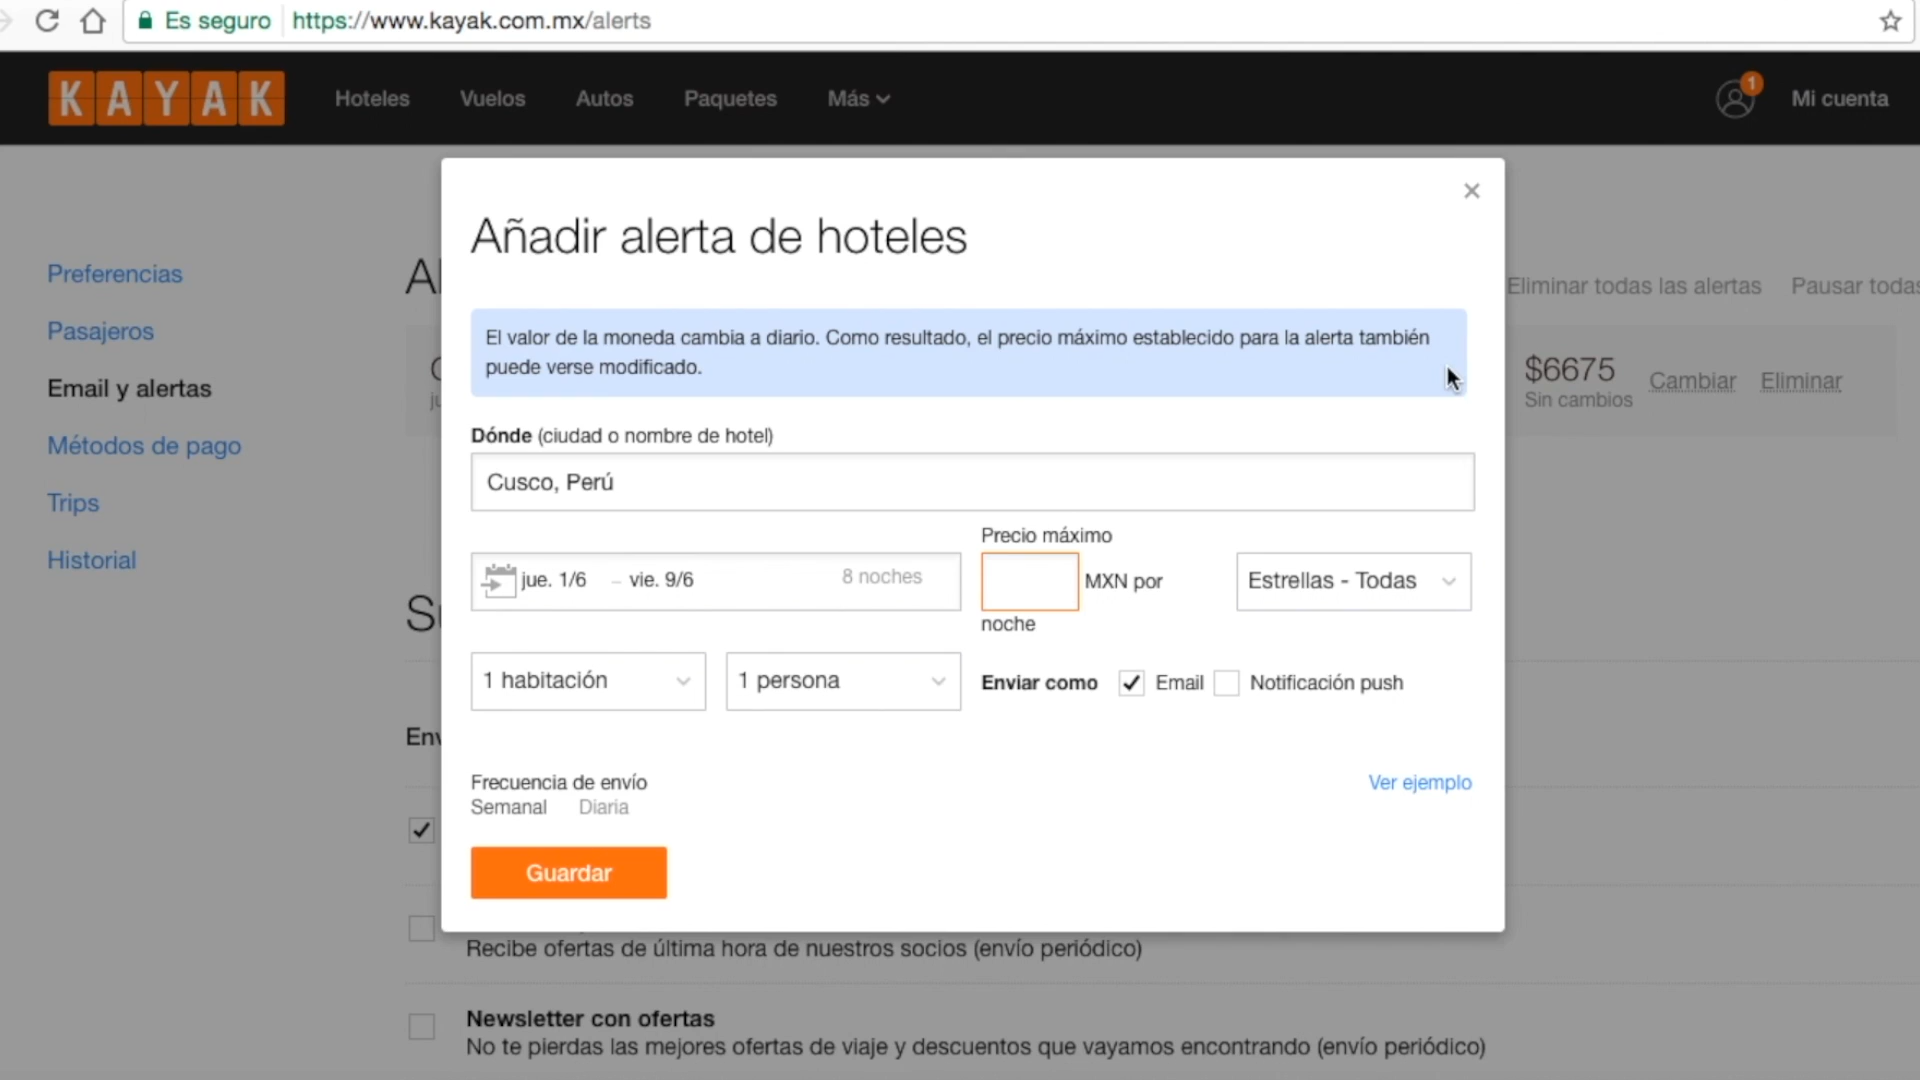 Es seguro https://www.kayak.com.mx/alerts
KAYAK Hoteles Vuelos Autos Paquetes Más 1 Mi cuenta
Añadir alerta de hoteles
Preferencias
Pasajeros
Email y alertas
Métodos de pago
Trips
Historial
Eliminar todas las alertas Pausar todas
El valor de la moneda cambia a diario. Como resultado, el precio máximo establecido para la alerta también
puede verse modificado.
$6675 Cambiar Eliminar
Sin cambios
Dónde (ciudad o nombre de hotel)
Cusco, Perú
Precio máximo
jue. 1/6 – vie. 9/6 8 noches MXN por Estrellas - Todas
noche
1 habitación 1 persona Enviar como Email Notificación push
Frecuencia de envío Ver ejemplo
Semanal Diaria
Guardar
Recibe ofertas de última hora de nuestros socios (envío periódico)
Newsletter con ofertas
No te pierdas las mejores ofertas de viaje y descuentos que vayamos encontrando (envío periódico)